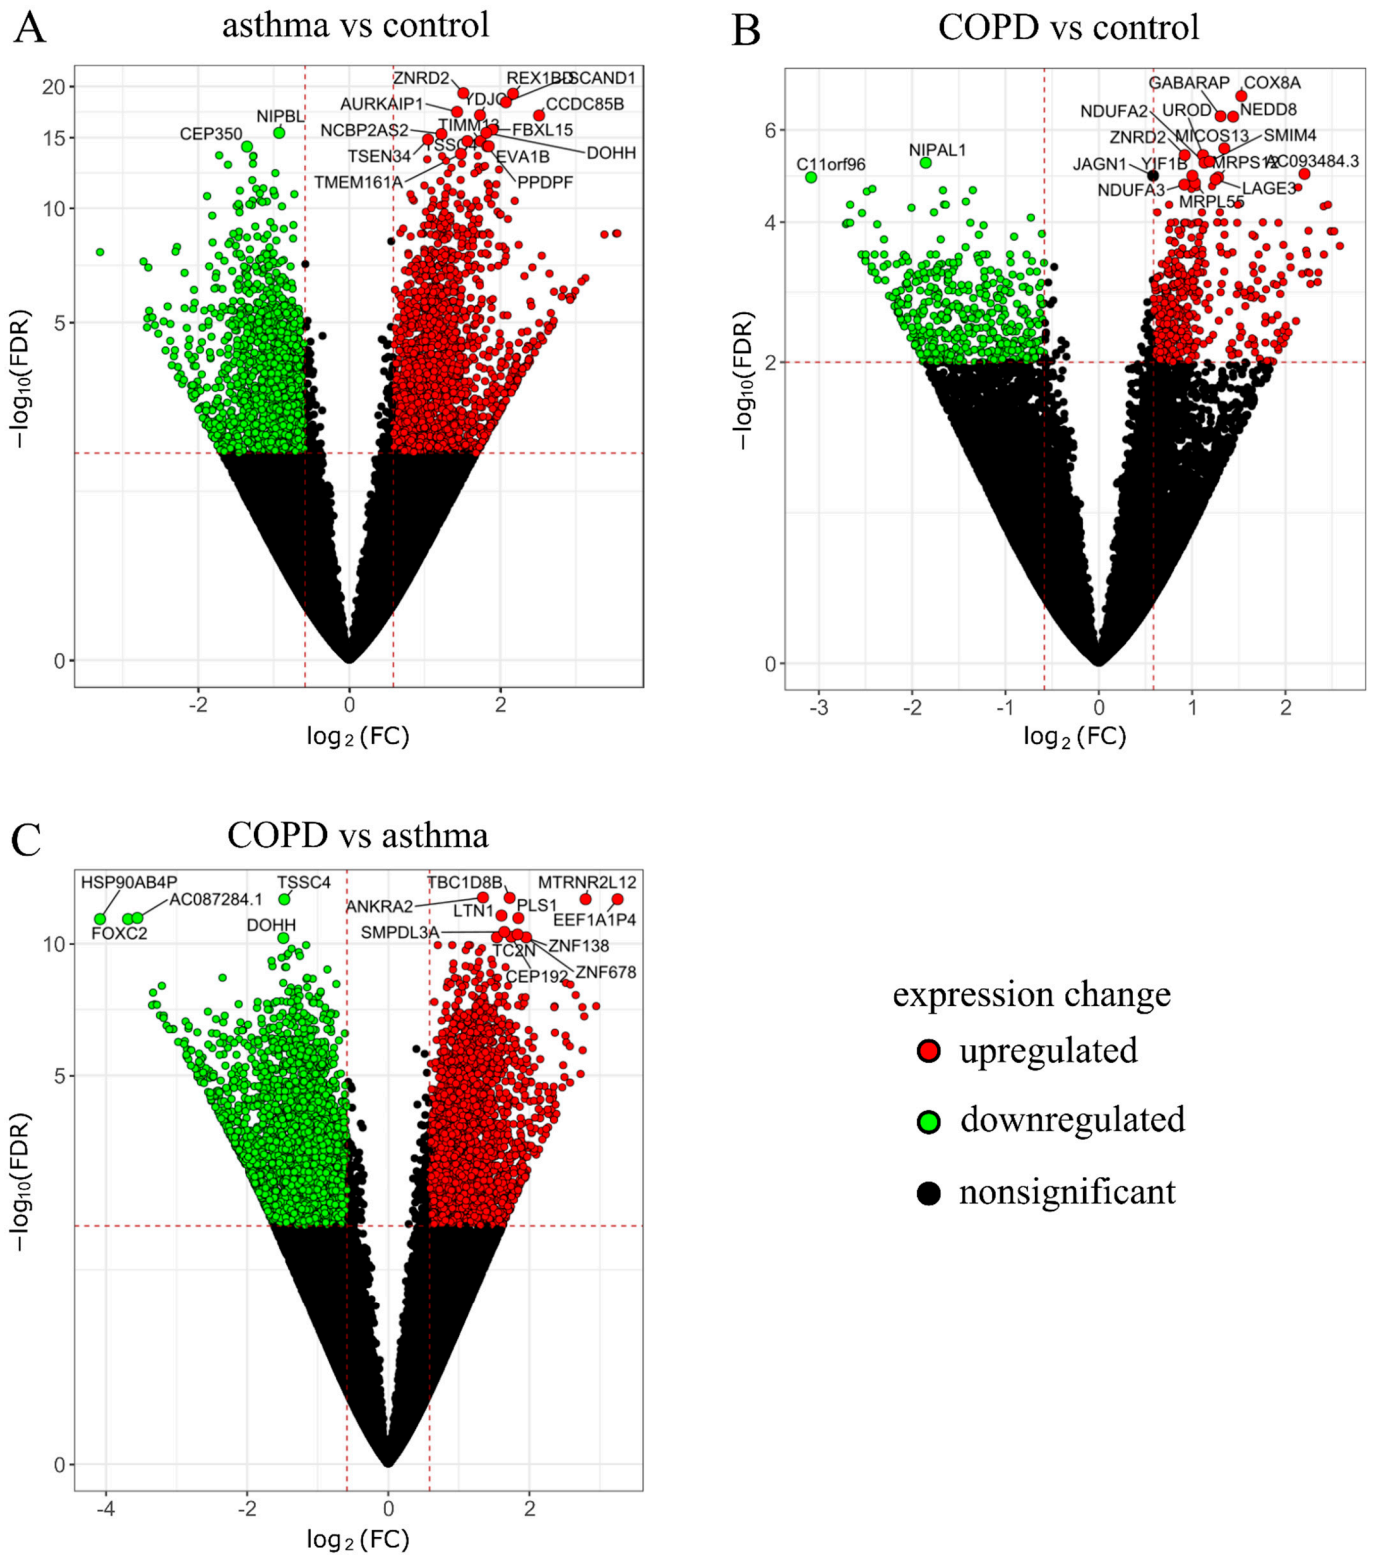 A
asthma vs control
ZNRD2
REX1BD
SCAND1
AURKAIP1
YDJC
CCDC85B
NIPBL
CEP350
NCBP2AS2
TIMM13
FBXL15
TSEN34
TSSC4
EVA1B
DOHH
TMEM161A
PPDPF
20
15
10
5
0
-2
0
2
−log10(FDR)
log2 (FC)
B
COPD vs control
GABARAP
COX8A
NDUFA2
UROD
NEDD8
ZNRD2
MICOS13
SMIM4
C11orf96
NIPAL1
JAGN1
YIF1B
MRPS12
AC093484.3
NDUFA3
LAGE3
MRPL55
6
4
2
0
-3
-2
-1
0
1
2
−log10(FDR)
log2 (FC)
C
COPD vs asthma
HSP90AB4P
TSSC4
TBC1D8B
MTRNR2L12
AC087284.1
ANKRA2
LTN1
PLS1
EEF1A1P4
FOXC2
DOHH
SMPDL3A
TC2N
ZNF138
CEP192
ZNF678
10
5
0
-4
-2
0
2
−log10(FDR)
log2 (FC)
expression change
upregulated
downregulated
nonsignificant